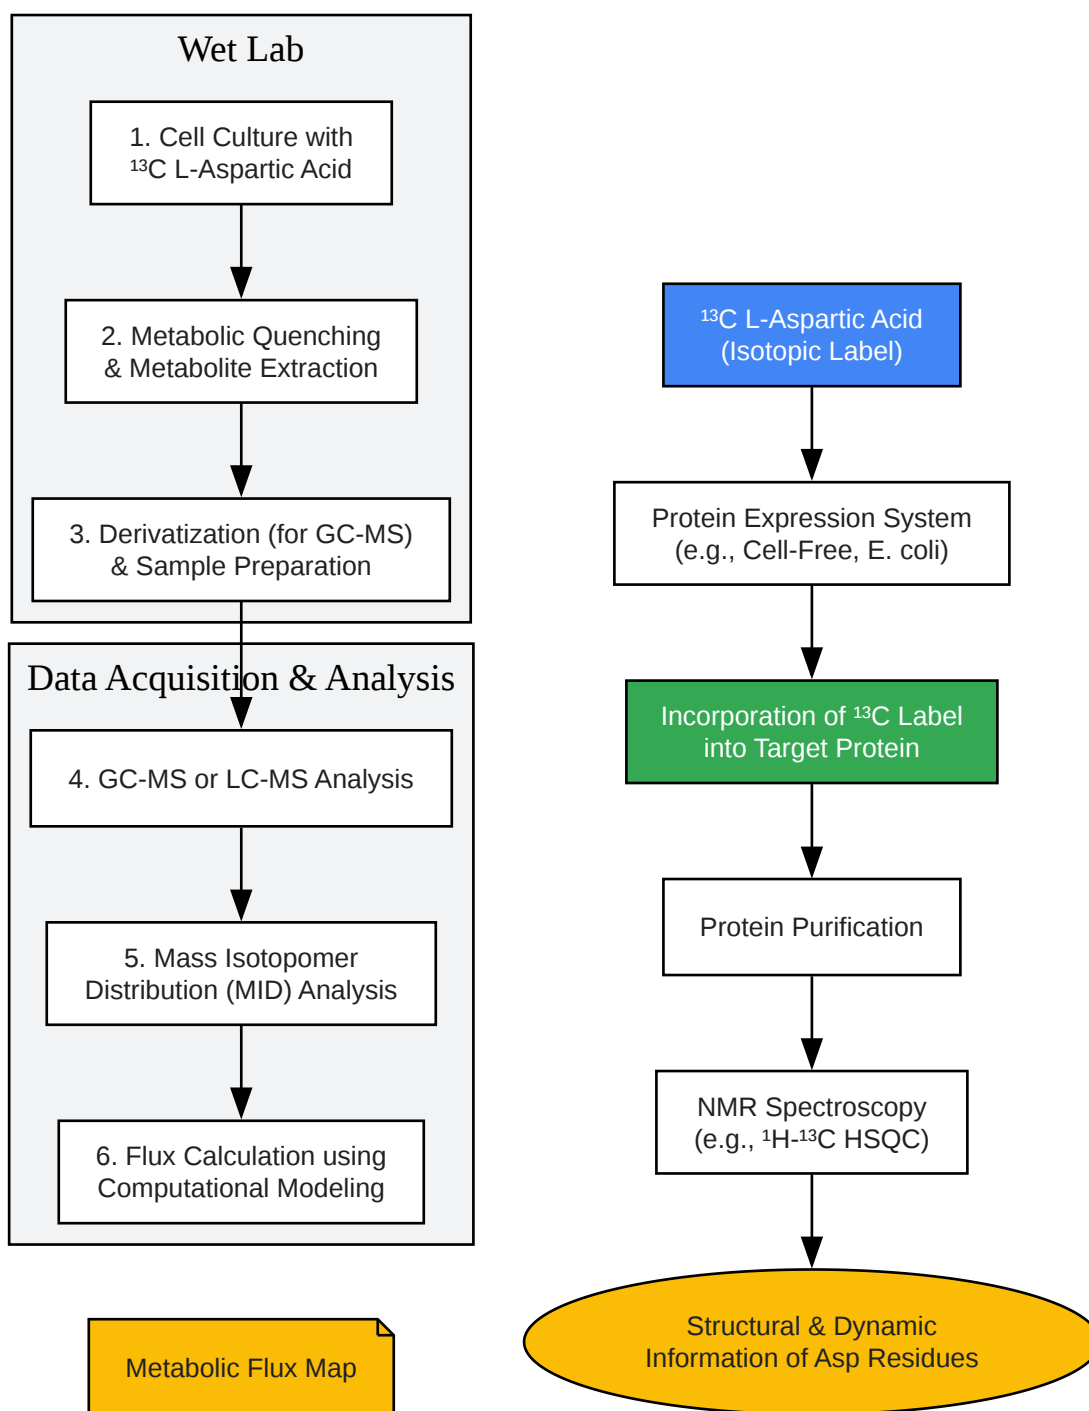 Wet Lab
1. Cell Culture with
¹³C L-Aspartic Acid
2. Metabolic Quenching
& Metabolite Extraction
3. Derivatization (for GC-MS)
& Sample Preparation
Data Acquisition & Analysis
4. GC-MS or LC-MS Analysis
5. Mass Isotopomer
Distribution (MID) Analysis
6. Flux Calculation using
Computational Modeling
Metabolic Flux Map
¹³C L-Aspartic Acid
(Isotopic Label)
Protein Expression System
(e.g., Cell-Free, E. coli)
Incorporation of ¹³C Label
into Target Protein
Protein Purification
NMR Spectroscopy
(e.g., ¹H-¹³C HSQC)
Structural & Dynamic
Information of Asp Residues